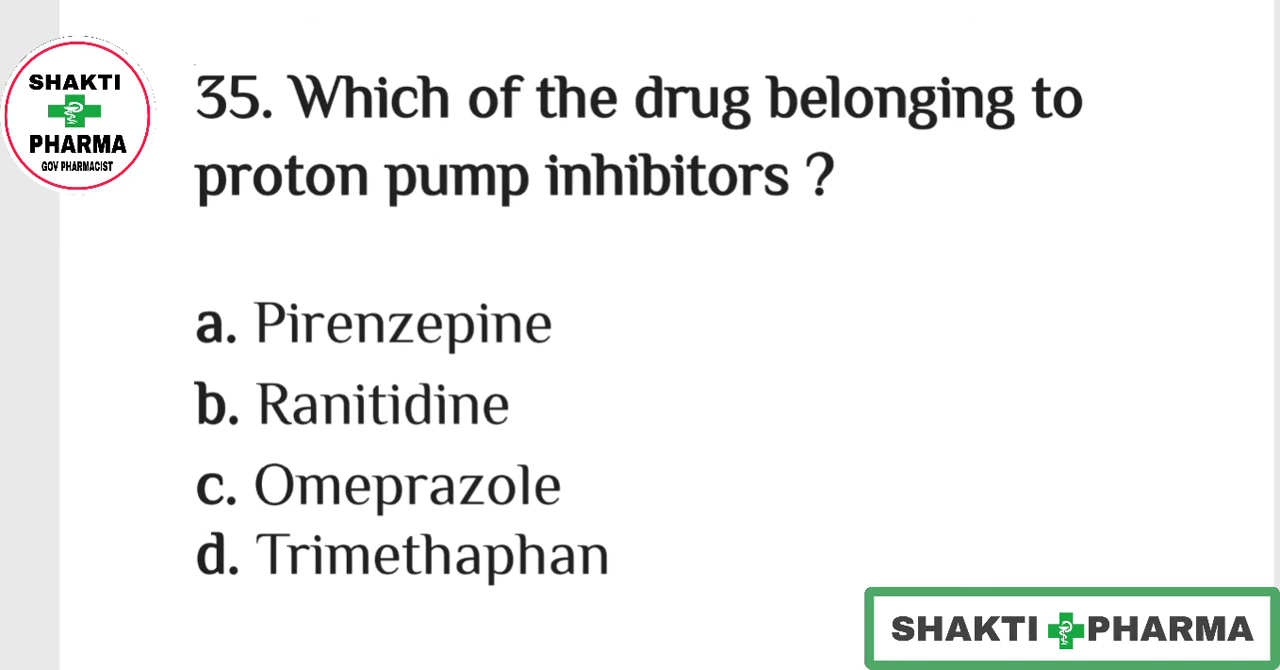 SHAKTI
PHARMA
GOV PHARMACIST
35. Which of the drug belonging to
proton pump inhibitors ?
a. Pirenzepine
b. Ranitidine
c. Omeprazole
d. Trimethaphan
SHAKTI PHARMA